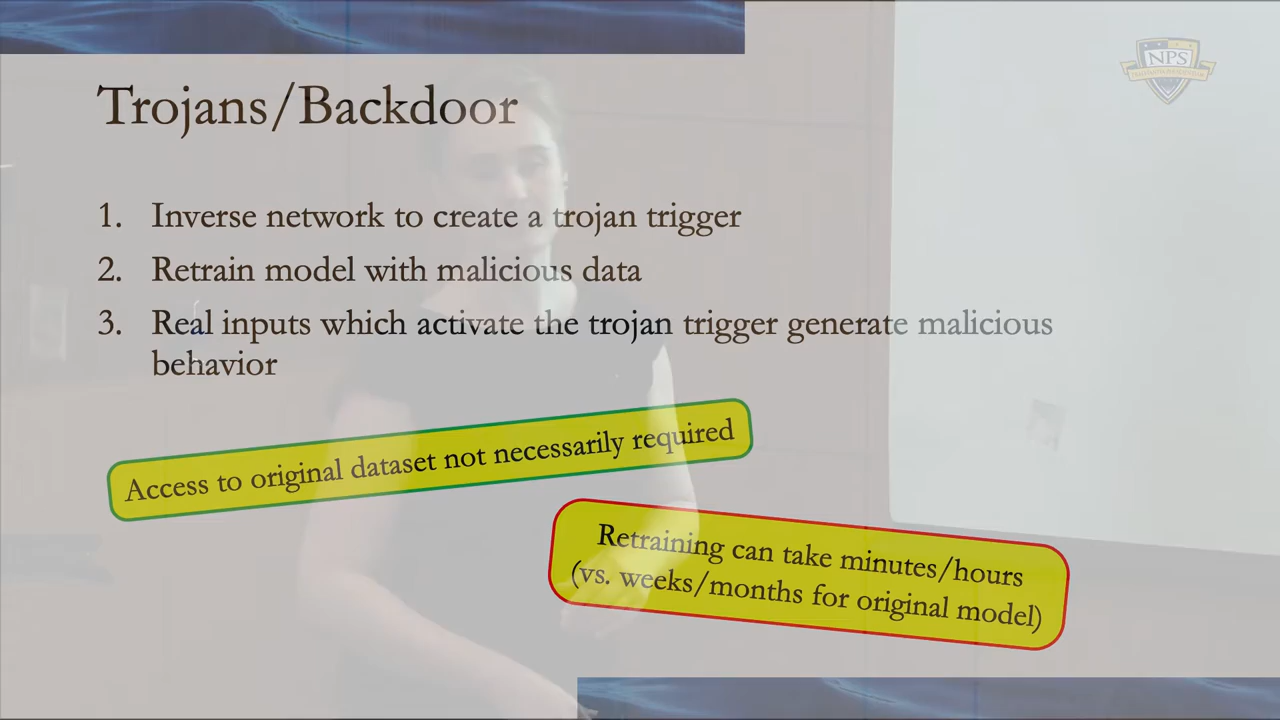 NPS
Trojans/Backdoor
1. Inverse network to create a trojan trigger
2. Retrain model with malicious data
3. Real inputs which activate the trojan trigger generate malicious
behavior
Access to original dataset not necessarily required
Retraining can take minutes/hours
(vs. weeks/months for original model)